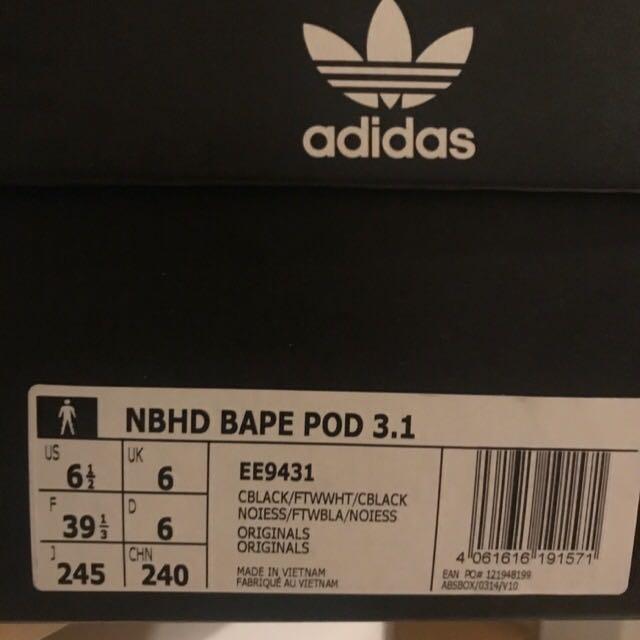 adidas
NBHD BAPE POD 3.1
US 6½ UK 6
F 39⅓ D 6
J 245 CHN 240
EE9431
CBLACK/FTWWHT/CBLACK
NOIESS/FTWBLA/NOIESS
ORIGINALS
ORIGINALS
MADE IN VIETNAM
FABRIQUÉ AU VIETNAM
4 061616 191571
EAN PO# 121948199
ABSBOX/0314/V10